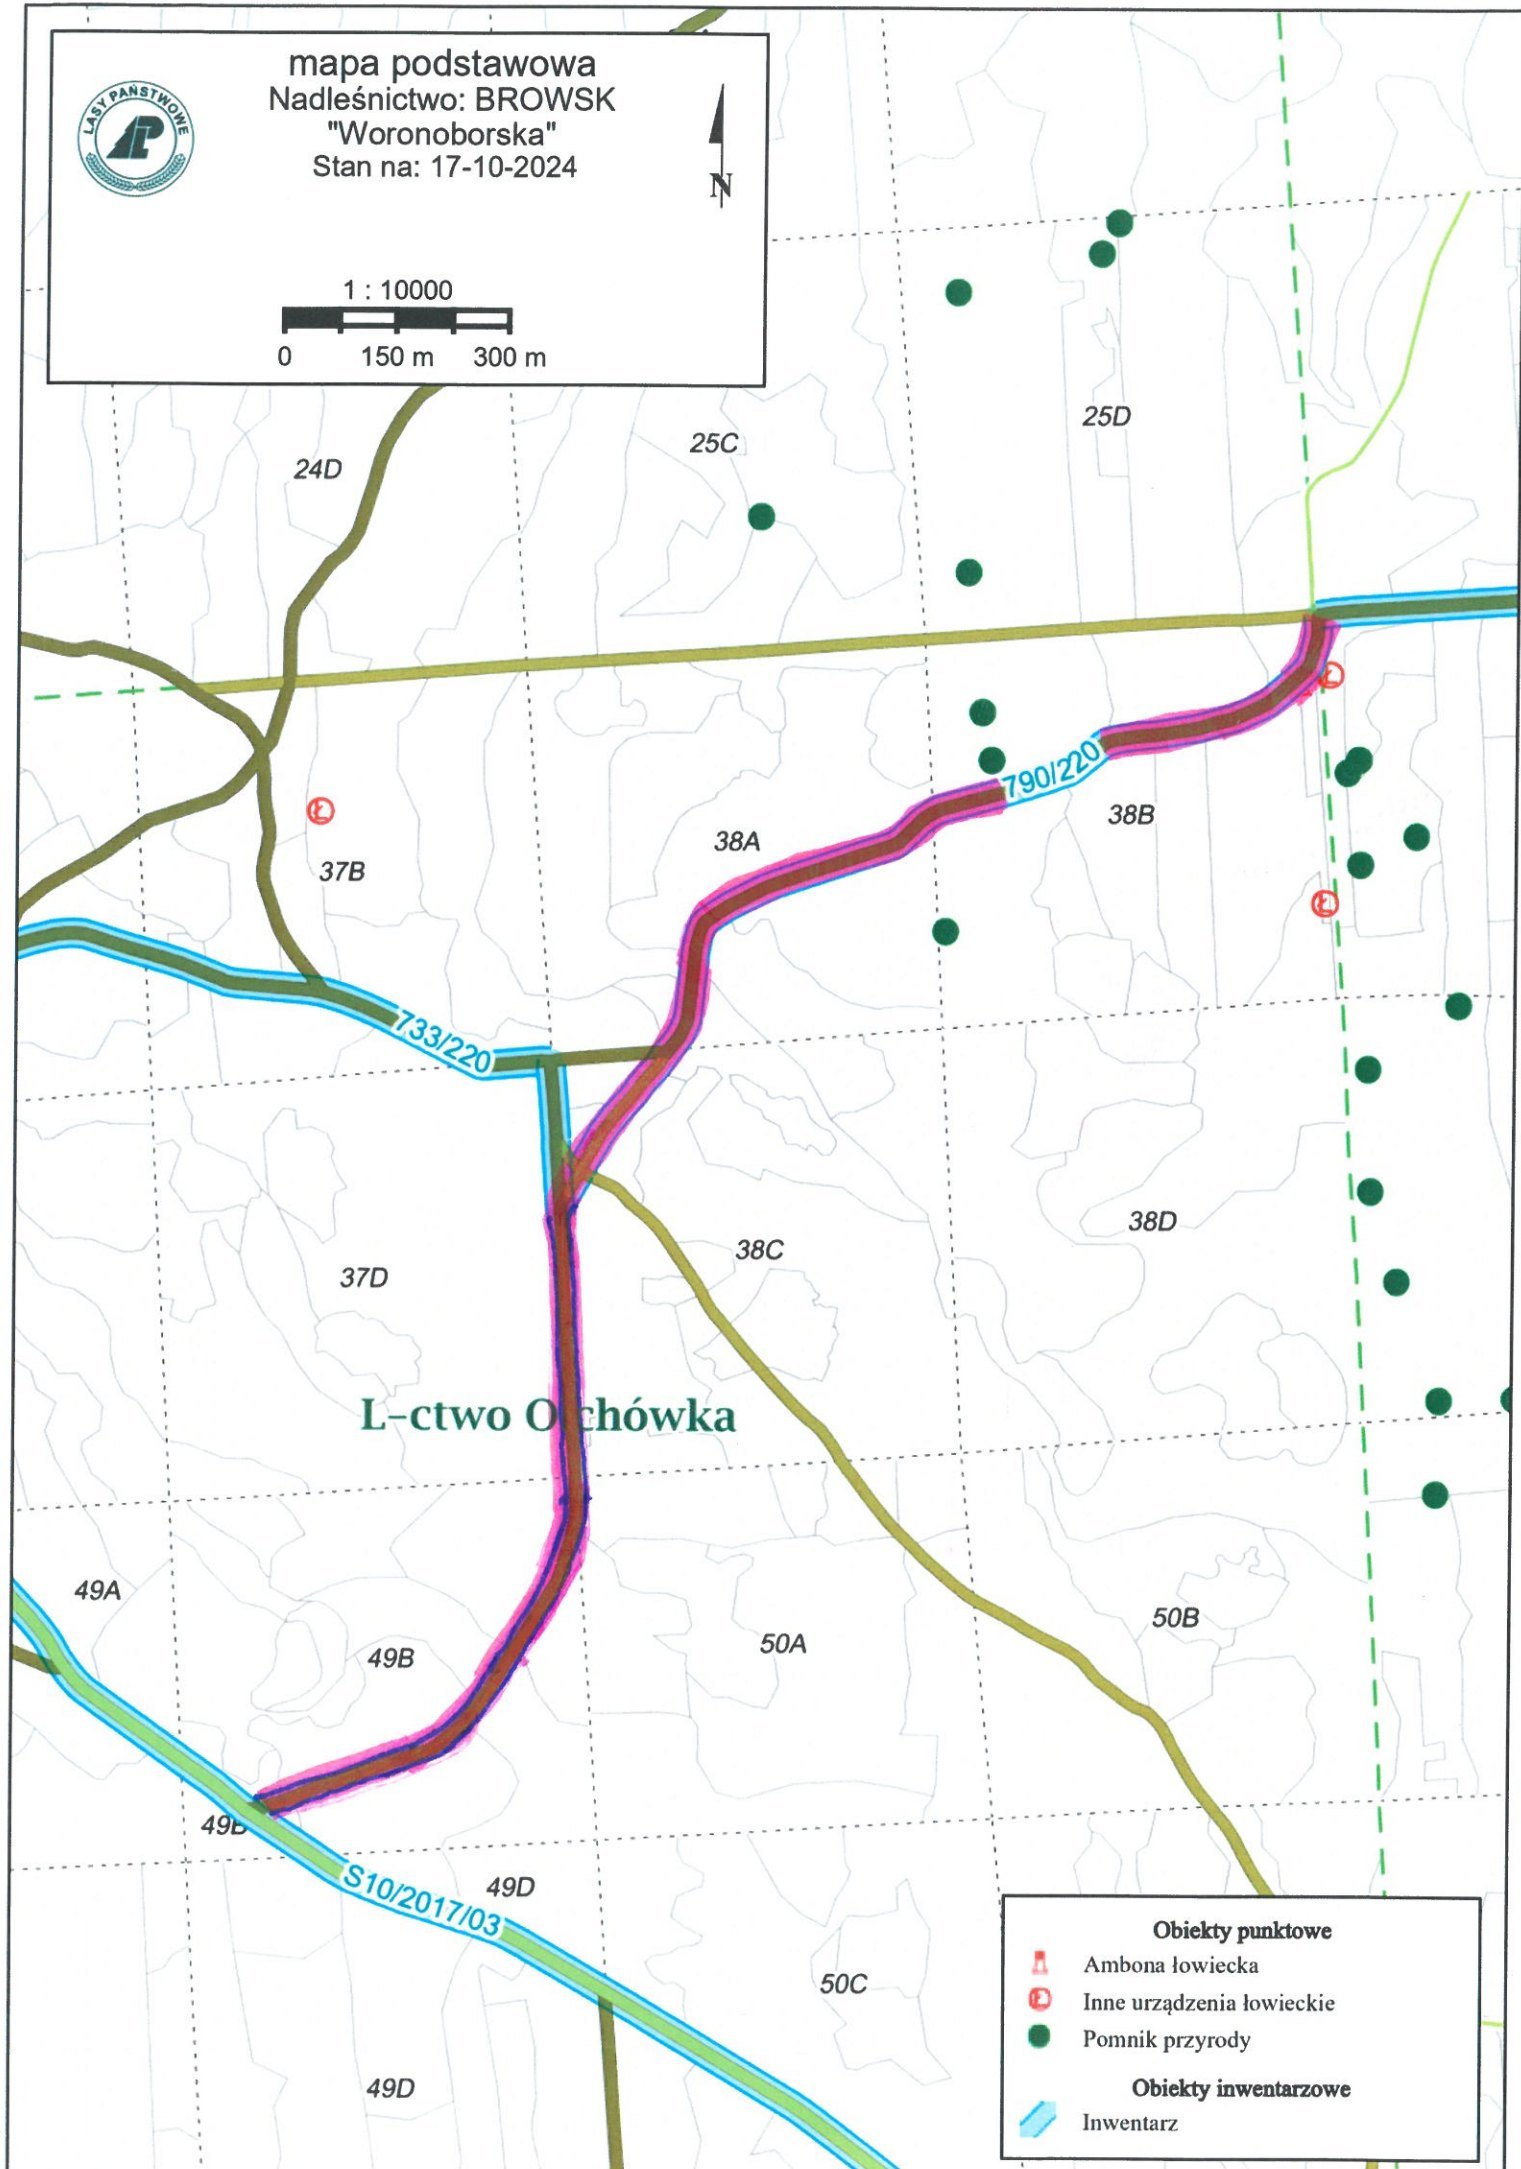 mapa podstawowa
Nadleśnictwo: BROWSK
"Woronoborska"
Stan na: 17-10-2024
LASY PAŃSTWOWE
N
1 : 10000
0 150 m 300 m
24D
25C
25D
37B
38A
790/220
38B
733/220
37D
38C
38D
L-ctwo O chówka
49A
49B
50A
50B
49B
S10/2017/03
49D
50C
49D
Obiekty punktowe
Ambona łowiecka
Inne urządzenia łowieckie
Pomnik przyrody
Obiekty inwentarzowe
Inwentarz